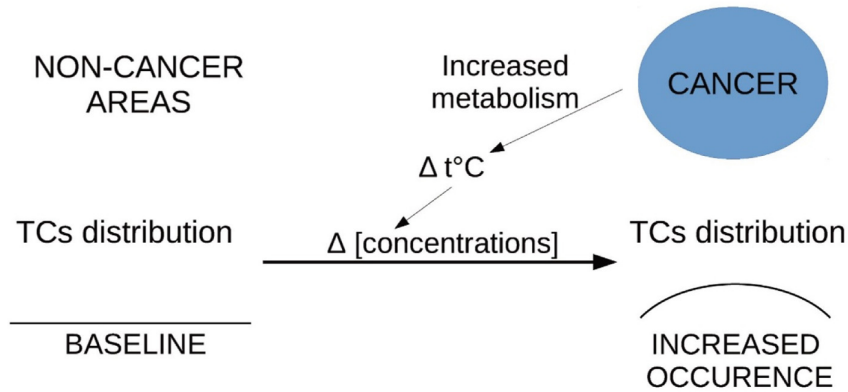 NON-CANCER
AREAS
Increased
metabolism
CANCER
Δ t°C
TCs distribution
Δ [concentrations]
TCs distribution
BASELINE
INCREASED
OCCURENCE